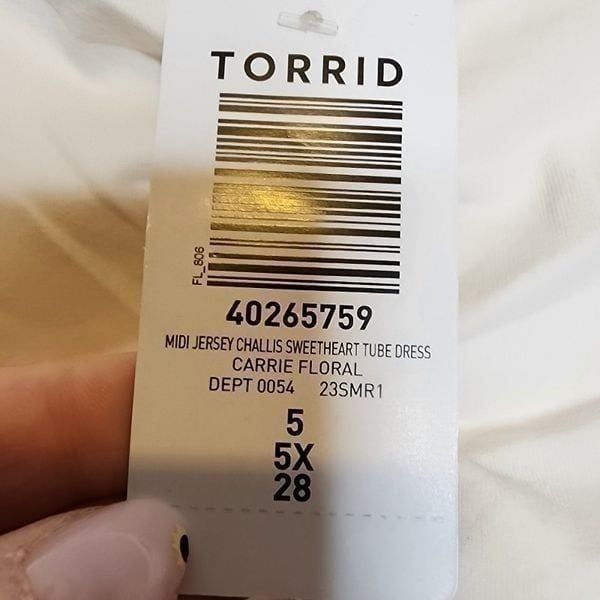 TORRID
FL_806
40265759
MIDI JERSEY CHALLIS SWEETHEART TUBE DRESS
CARRIE FLORAL
DEPT 0054 23SMR1
5
5X
28